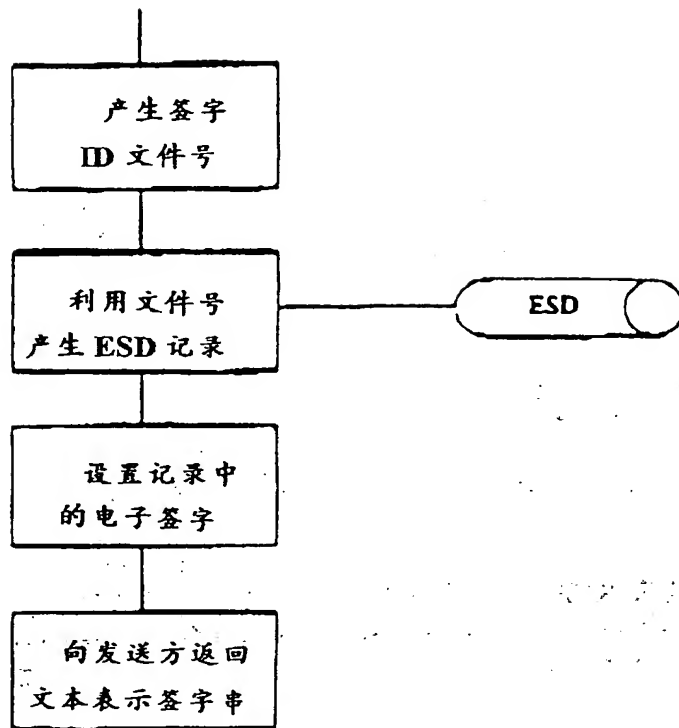 产生签字
ID 文件号
利用文件号
产生 ESD 记录
ESD
设置记录中
的电子签字
向发送方返回
文本表示签字串